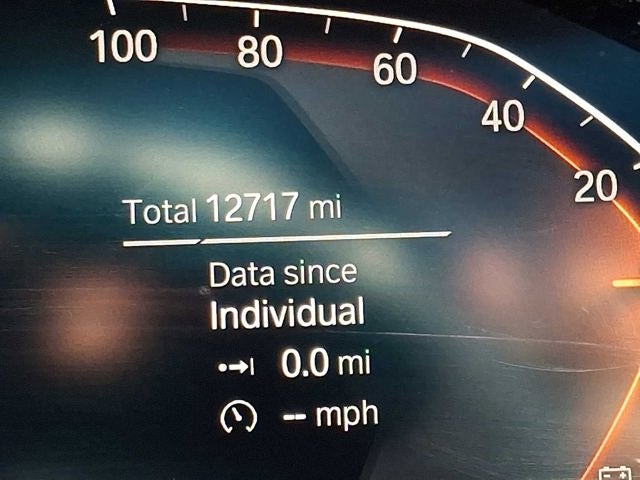 100 80 60 40 20
Total 12717 mi
Data since
Individual
0.0 mi
-- mph